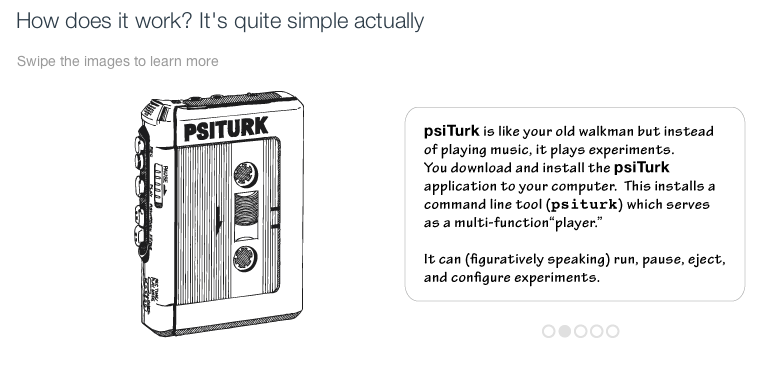 How does it work? It's quite simple actually
Swipe the images to learn more
PSITURK
psiTurk is like your old walkman but instead
of playing music, it plays experiments.
You download and install the psiTurk
application to your computer. This installs a
command line tool (psiturk) which serves
as a multi-function "player."
It can (figuratively speaking) run, pause, eject,
and configure experiments.